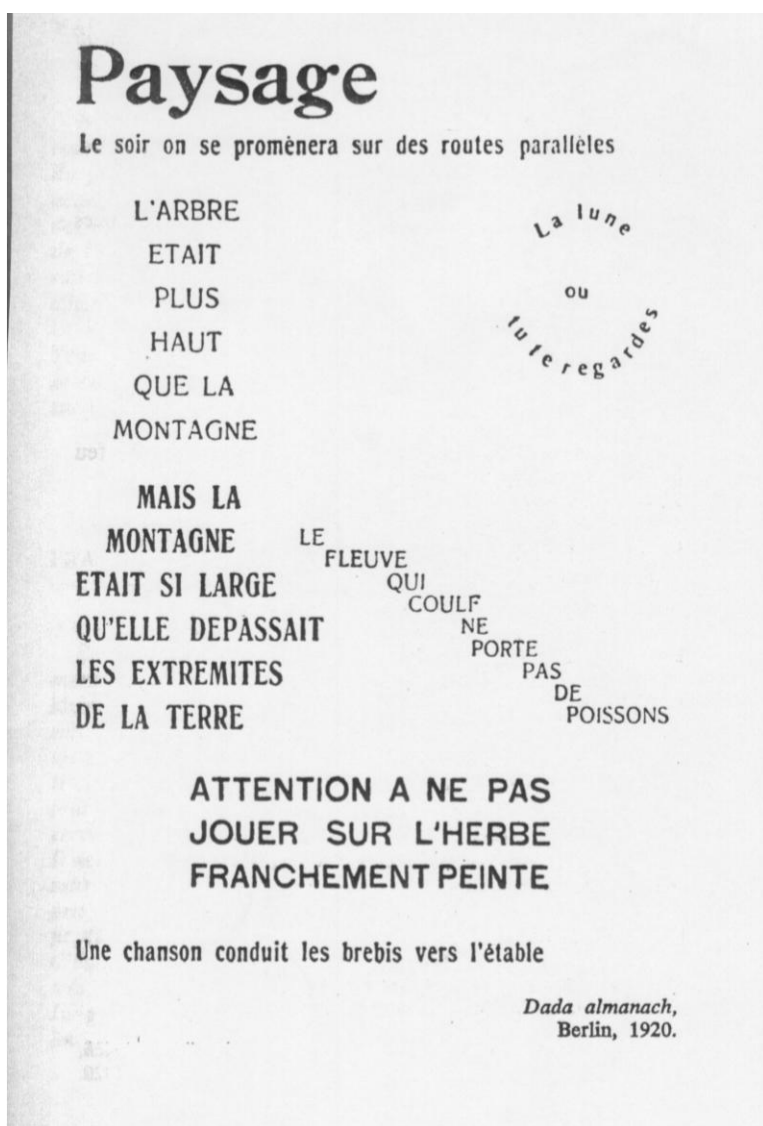 Paysage
Le soir on se promènera sur des routes parallèles
L'ARBRE
ETAIT
PLUS
HAUT
QUE LA
MONTAGNE
La lune
ou
tu te regardes
MAIS LA
MONTAGNE
ETAIT SI LARGE
QU'ELLE DEPASSAIT
LES EXTREMITES
DE LA TERRE
LE
FLEUVE
QUI
COULF
NE
PORTE
PAS
DE
POISSONS
ATTENTION A NE PAS
JOUER SUR L'HERBE
FRANCHEMENT PEINTE
Une chanson conduit les brebis vers l'étable
Dada almanach,
Berlin, 1920.